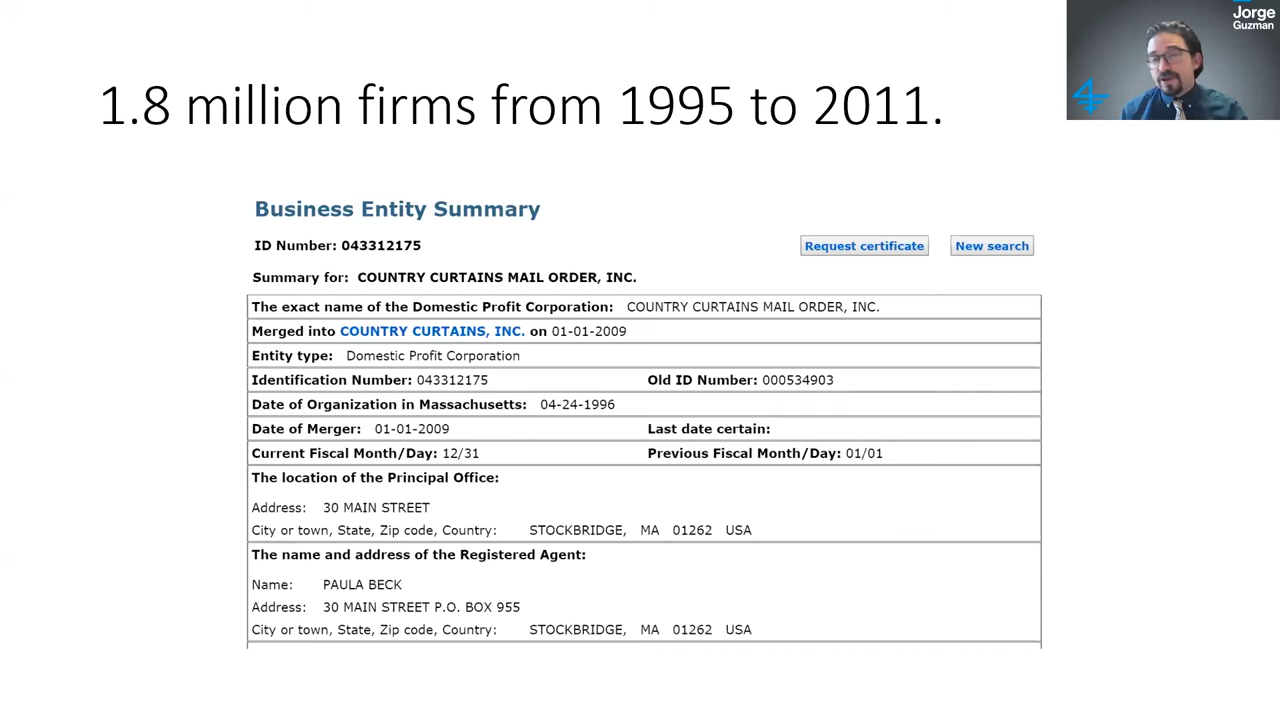 Jorge
Guzman
1.8 million firms from 1995 to 2011.
Business Entity Summary
ID Number: 043312175
Request certificate New search
Summary for: COUNTRY CURTAINS MAIL ORDER, INC.
The exact name of the Domestic Profit Corporation: COUNTRY CURTAINS MAIL ORDER, INC.
Merged into COUNTRY CURTAINS, INC. on 01-01-2009
Entity type: Domestic Profit Corporation
Identification Number: 043312175 Old ID Number: 000534903
Date of Organization in Massachusetts: 04-24-1996
Date of Merger: 01-01-2009 Last date certain:
Current Fiscal Month/Day: 12/31 Previous Fiscal Month/Day: 01/01
The location of the Principal Office:
Address: 30 MAIN STREET
City or town, State, Zip code, Country: STOCKBRIDGE, MA 01262 USA
The name and address of the Registered Agent:
Name: PAULA BECK
Address: 30 MAIN STREET P.O. BOX 955
City or town, State, Zip code, Country: STOCKBRIDGE, MA 01262 USA